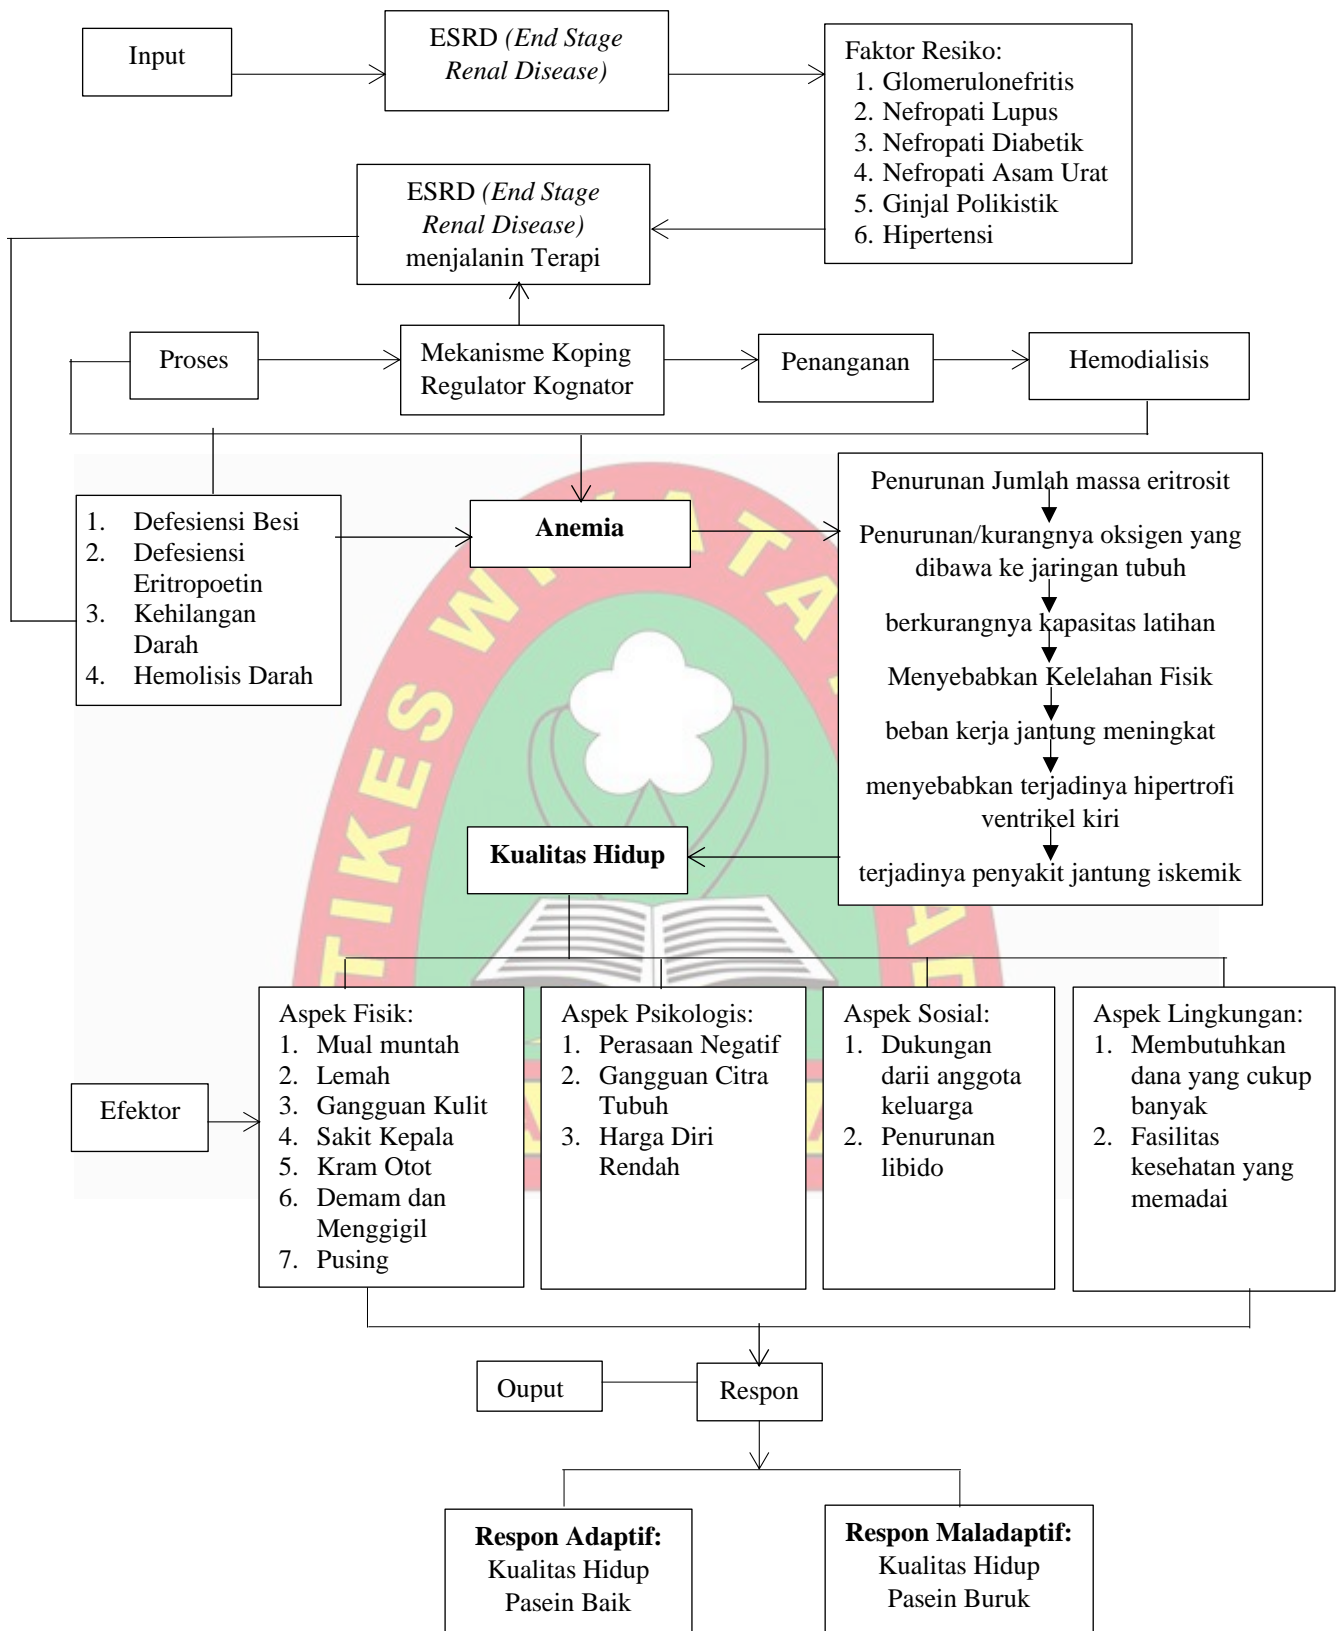 Input
ESRD (End Stage
Renal Disease)
Faktor Resiko:
1. Glomerulonefritis
2. Nefropati Lupus
3. Nefropati Diabetik
4. Nefropati Asam Urat
5. Ginjal Polikistik
6. Hipertensi
ESRD (End Stage
Renal Disease)
menjalanin Terapi
Proses
Mekanisme Koping
Regulator Kognator
Penanganan
Hemodialisis
1. Defesiensi Besi
2. Defesiensi
Eritropoetin
3. Kehilangan
Darah
4. Hemolisis Darah
Anemia
Penurunan Jumlah massa eritrosit
Penurunan/kurangnya oksigen yang
dibawa ke jaringan tubuh
berkurangnya kapasitas latihan
Menyebabkan Kelelahan Fisik
beban kerja jantung meningkat
menyebabkan terjadinya hipertrofi
ventrikel kiri
terjadinya penyakit jantung iskemik
Kualitas Hidup
Efektor
Aspek Fisik:
1. Mual muntah
2. Lemah
3. Gangguan Kulit
4. Sakit Kepala
5. Kram Otot
6. Demam dan
Menggigil
7. Pusing
Aspek Psikologis:
1. Perasaan Negatif
2. Gangguan Citra
Tubuh
3. Harga Diri
Rendah
Aspek Sosial:
1. Dukungan
darii anggota
keluarga
2. Penurunan
libido
Aspek Lingkungan:
1. Membutuhkan
dana yang cukup
banyak
2. Fasilitas
kesehatan yang
memadai
Ouput
Respon
Respon Adaptif:
Kualitas Hidup
Pasein Baik
Respon Maladaptif:
Kualitas Hidup
Pasein Buruk